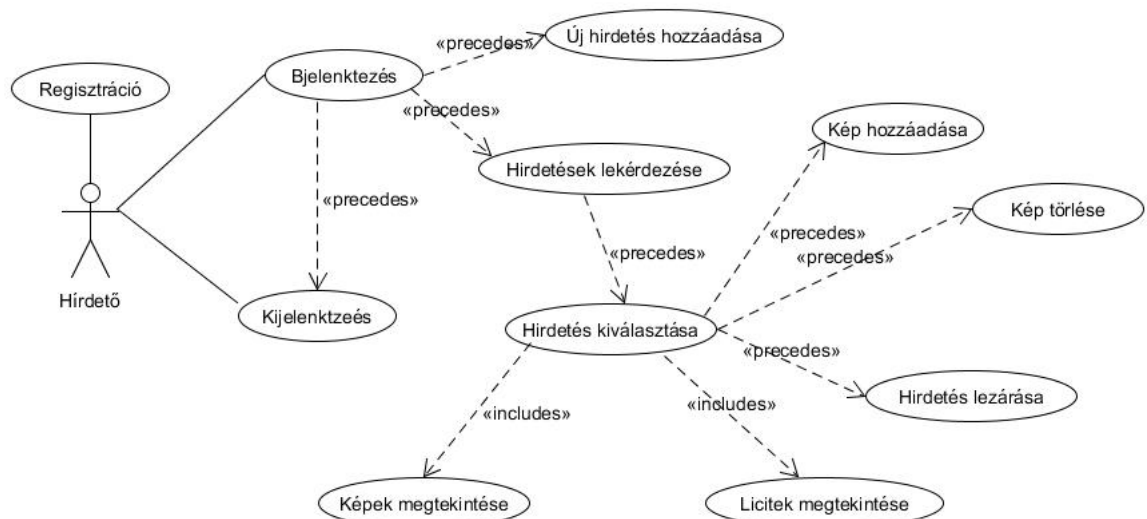 Új hirdetés hozzáadása
«precedes»
Bjelenktezés
Regisztráció
«precedes»
Kép hozzáadása
Hirdetések lekérdezése
«precedes»
Kép törlése
«precedes»
«precedes»
«precedes»
Hírdető
Kijelenktzeés
Hirdetés kiválasztása
«precedes»
Hirdetés lezárása
«includes»
«includes»
Képek megtekintése
Licitek megtekintése